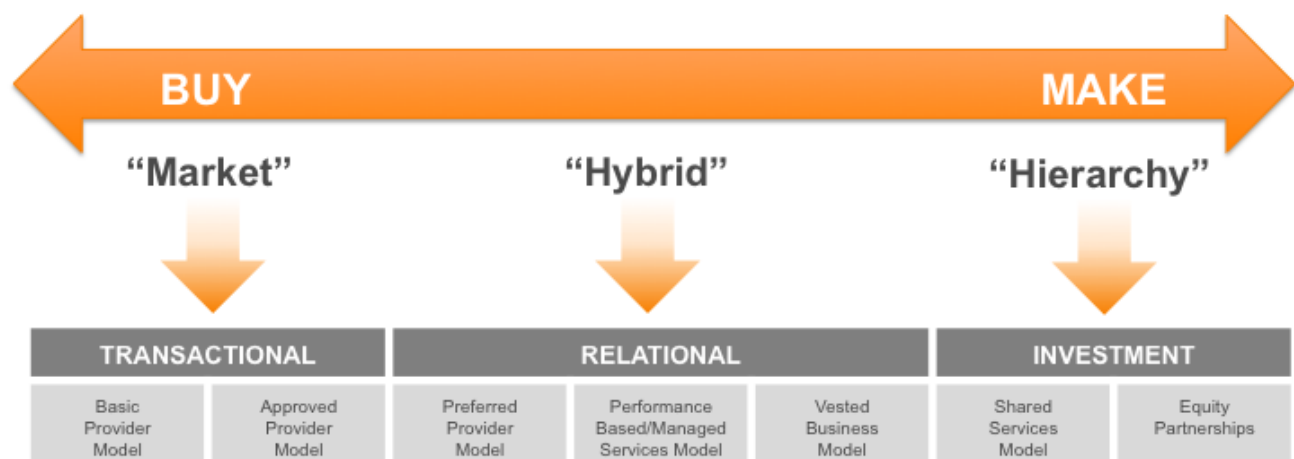 BUY
MAKE
“Market”
“Hybrid”
“Hierarchy”
TRANSACTIONAL
RELATIONAL
INVESTMENT
Basic
Provider
Model
Approved
Provider
Model
Preferred
Provider
Model
Performance
Based/Managed
Services Model
Vested
Business
Model
Shared
Services
Model
Equity
Partnerships